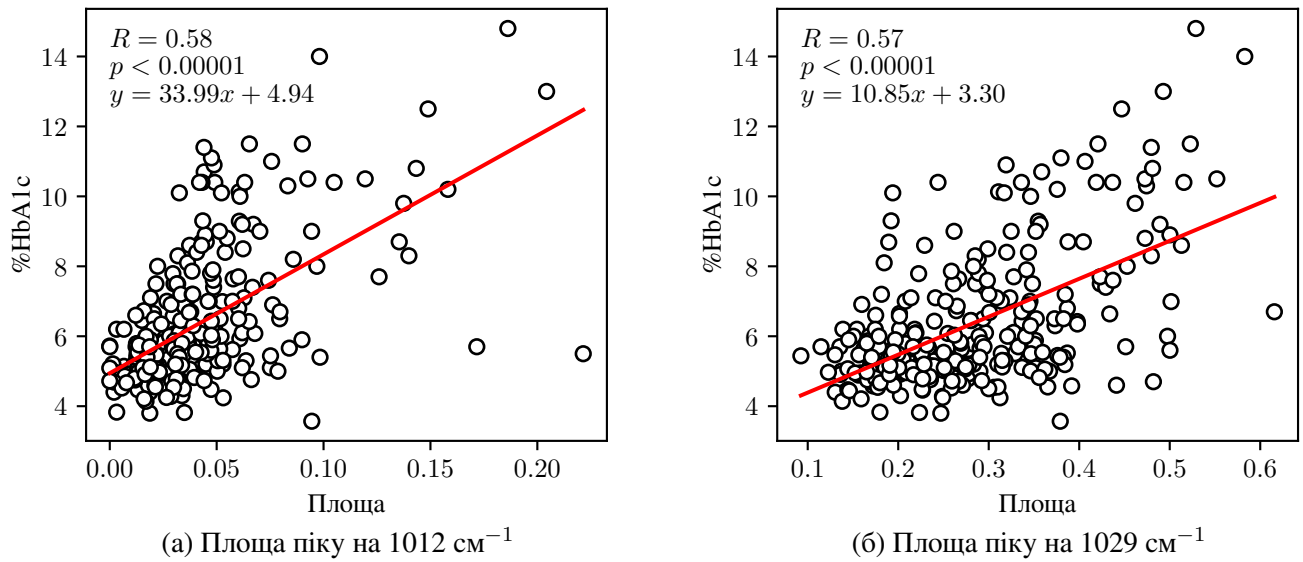 R = 0.58
p < 0.00001
y = 33.99x + 4.94
14
12
10
8
6
4
%HbA1c
0.00 0.05 0.10 0.15 0.20
Площа
(а) Площа піку на 1012 см⁻¹
R = 0.57
p < 0.00001
y = 10.85x + 3.30
14
12
10
8
6
4
%HbA1c
0.1 0.2 0.3 0.4 0.5 0.6
Площа
(б) Площа піку на 1029 см⁻¹